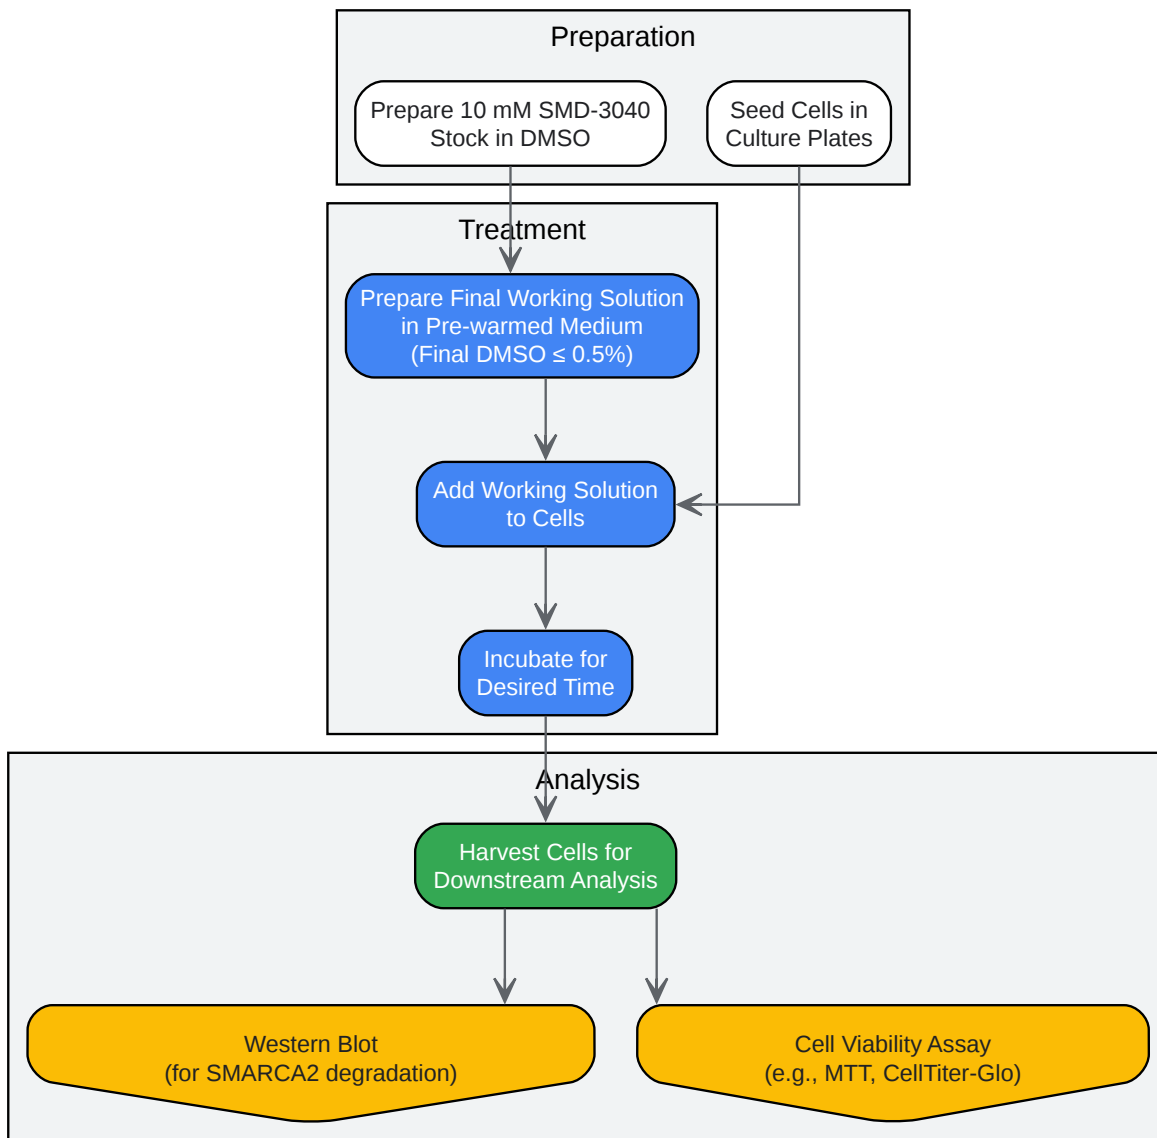 Preparation
Prepare 10 mM SMD-3040
Stock in DMSO
Seed Cells in
Culture Plates
Treatment
Prepare Final Working Solution
in Pre-warmed Medium
(Final DMSO ≤ 0.5%)
Add Working Solution
to Cells
Incubate for
Desired Time
Analysis
Harvest Cells for
Downstream Analysis
Western Blot
(for SMARCA2 degradation)
Cell Viability Assay
(e.g., MTT, CellTiter-Glo)